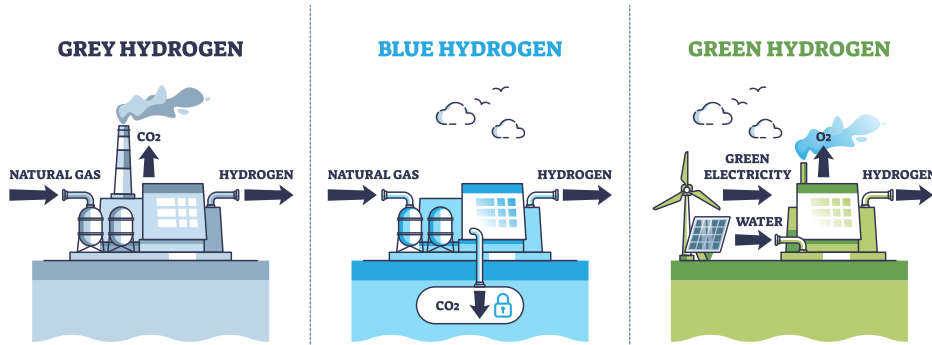 GREY HYDROGEN
CO2
NATURAL GAS
HYDROGEN
BLUE HYDROGEN
NATURAL GAS
HYDROGEN
CO2
GREEN HYDROGEN
O2
GREEN
ELECTRICITY
HYDROGEN
WATER